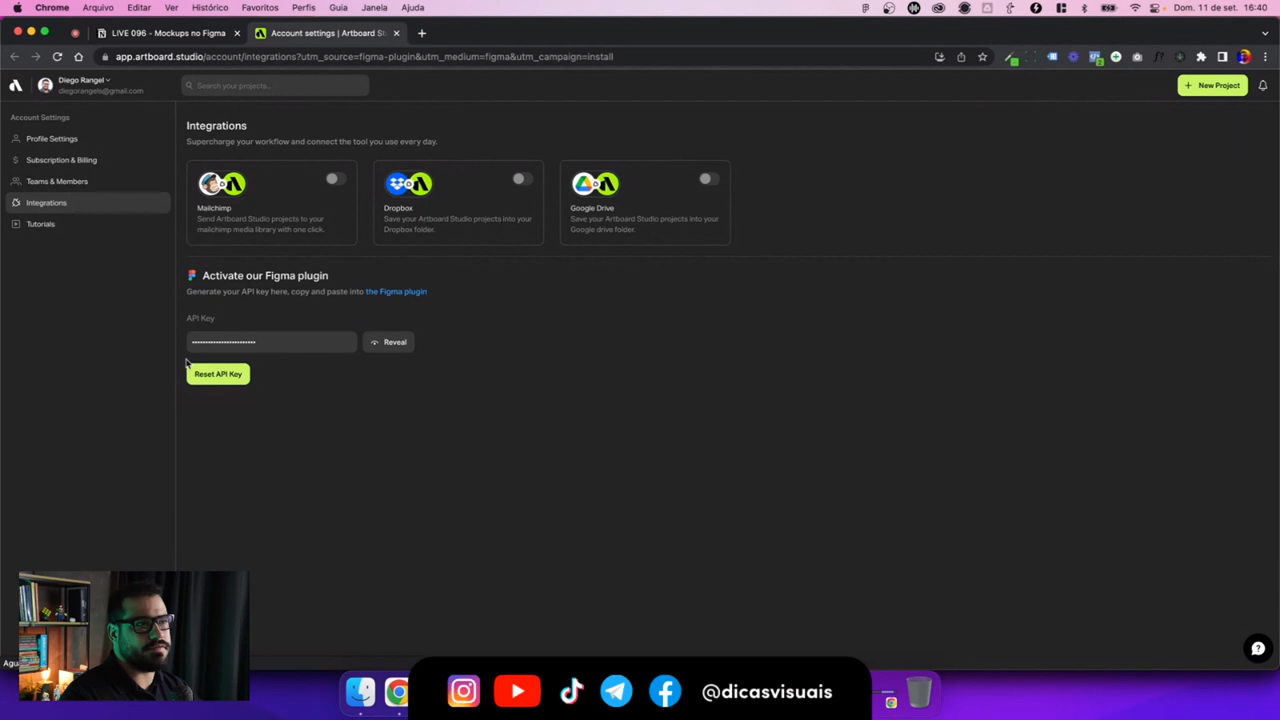 Chrome Arquivo Editar Ver Histórico Favoritos Perfis Guia Janela Ajuda Dom. 11 de set. 16:40
LIVE 096 - Mockups no Figma Account settings | Artboard St
app.artboard.studio/account/integrations?utm_source=figma-plugin&utm_medium=figma&utm_campaign=install
Diego Rangel
diegorangels@gmail.com
Search your projects...
+ New Project
Account Settings
Profile Settings
Subscription & Billing
Teams & Members
Integrations
Tutorials
Integrations
Supercharge your workflow and connect the tool you use every day.
Mailchimp
Send Artboard Studio projects to your
mailchimp media library with one click.
Dropbox
Save your Artboard Studio projects into your
Dropbox folder.
Google Drive
Save your Artboard Studio projects into your
Google drive folder.
Activate our Figma plugin
Generate your API key here, copy and paste into the Figma plugin
API Key
Reveal
Reset API Key
@dicasvisuais